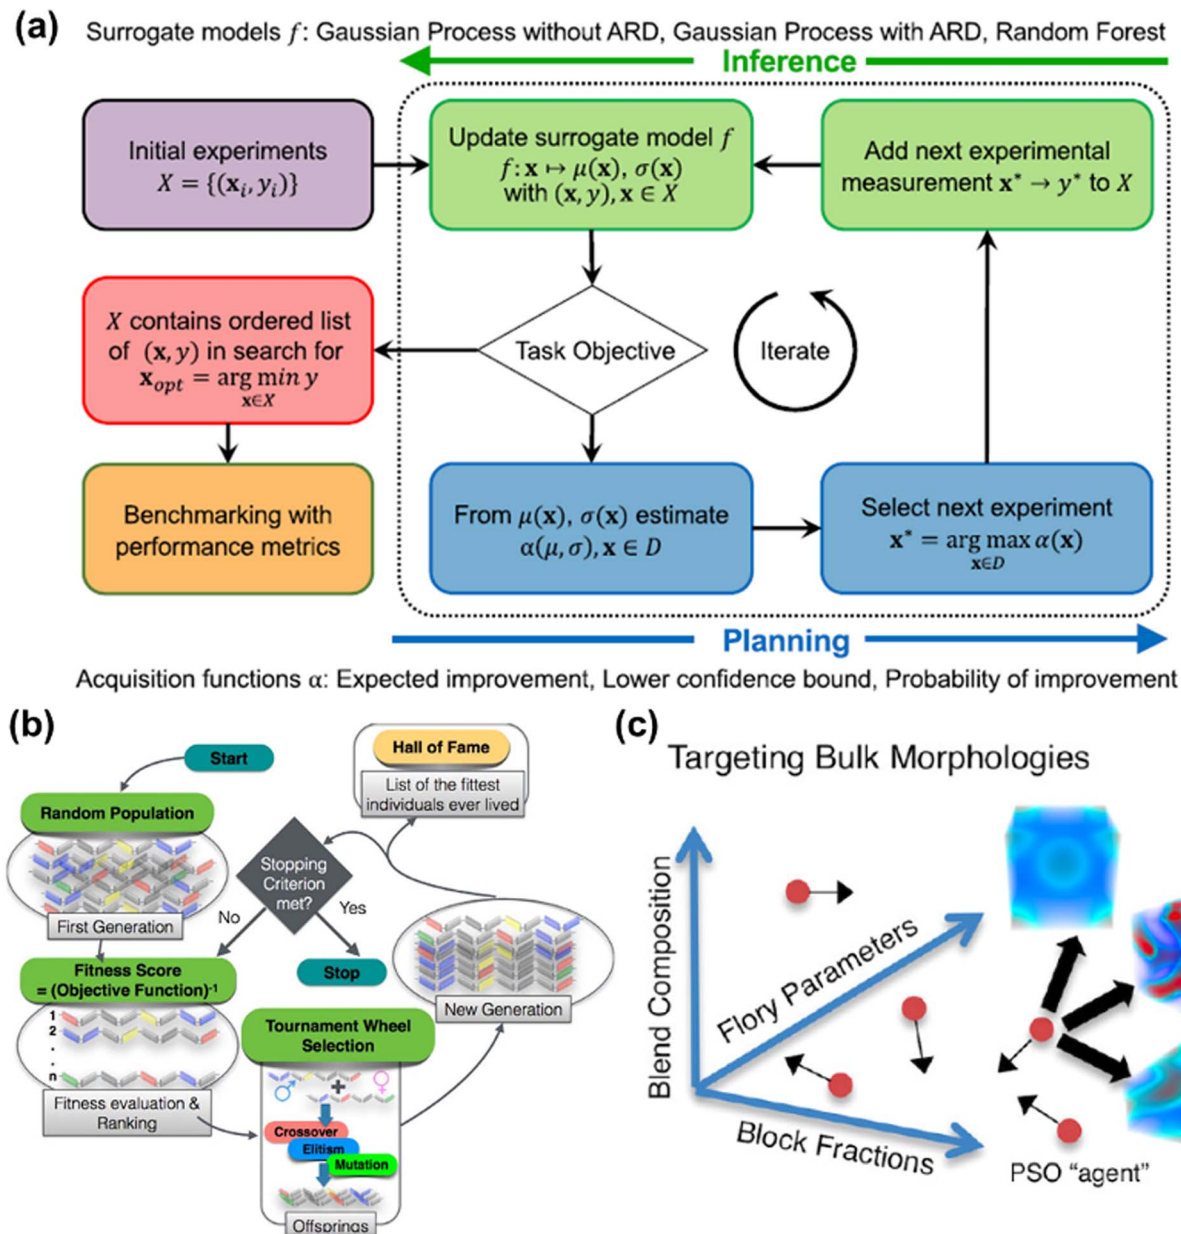 (a)
Surrogate models f: Gaussian Process without ARD, Gaussian Process with ARD, Random Forest
Inference
Initial experiments
X = {(𝐱ᵢ, yᵢ)}
Update surrogate model f
f: 𝐱 ↦ μ(𝐱), σ(𝐱)
with (𝐱, y), 𝐱 ∈ X
Add next experimental
measurement 𝐱* → y* to X
X contains ordered list
of (𝐱, y) in search for
𝐱opt = arg min y
𝐱∈X
Task Objective
Iterate
Benchmarking with
performance metrics
From μ(𝐱), σ(𝐱) estimate
α(μ, σ), 𝐱 ∈ D
Select next experiment
𝐱* = arg max α(𝐱)
𝐱∈D
Planning
Acquisition functions α: Expected improvement, Lower confidence bound, Probability of improvement
(b)
Start
Hall of Fame
List of the fittest
individuals ever lived
Random Population
First Generation
Stopping
Criterion
met?
No
Yes
Stop
Fitness Score
= (Objective Function)⁻¹
1
2
.
.
n
Fitness evaluation &
Ranking
Tournament Wheel
Selection
♂ + ♀
Crossover
Elitism
Mutation
Offsprings
New Generation
(c)
Targeting Bulk Morphologies
Blend Composition
Flory Parameters
Block Fractions
PSO "agent"